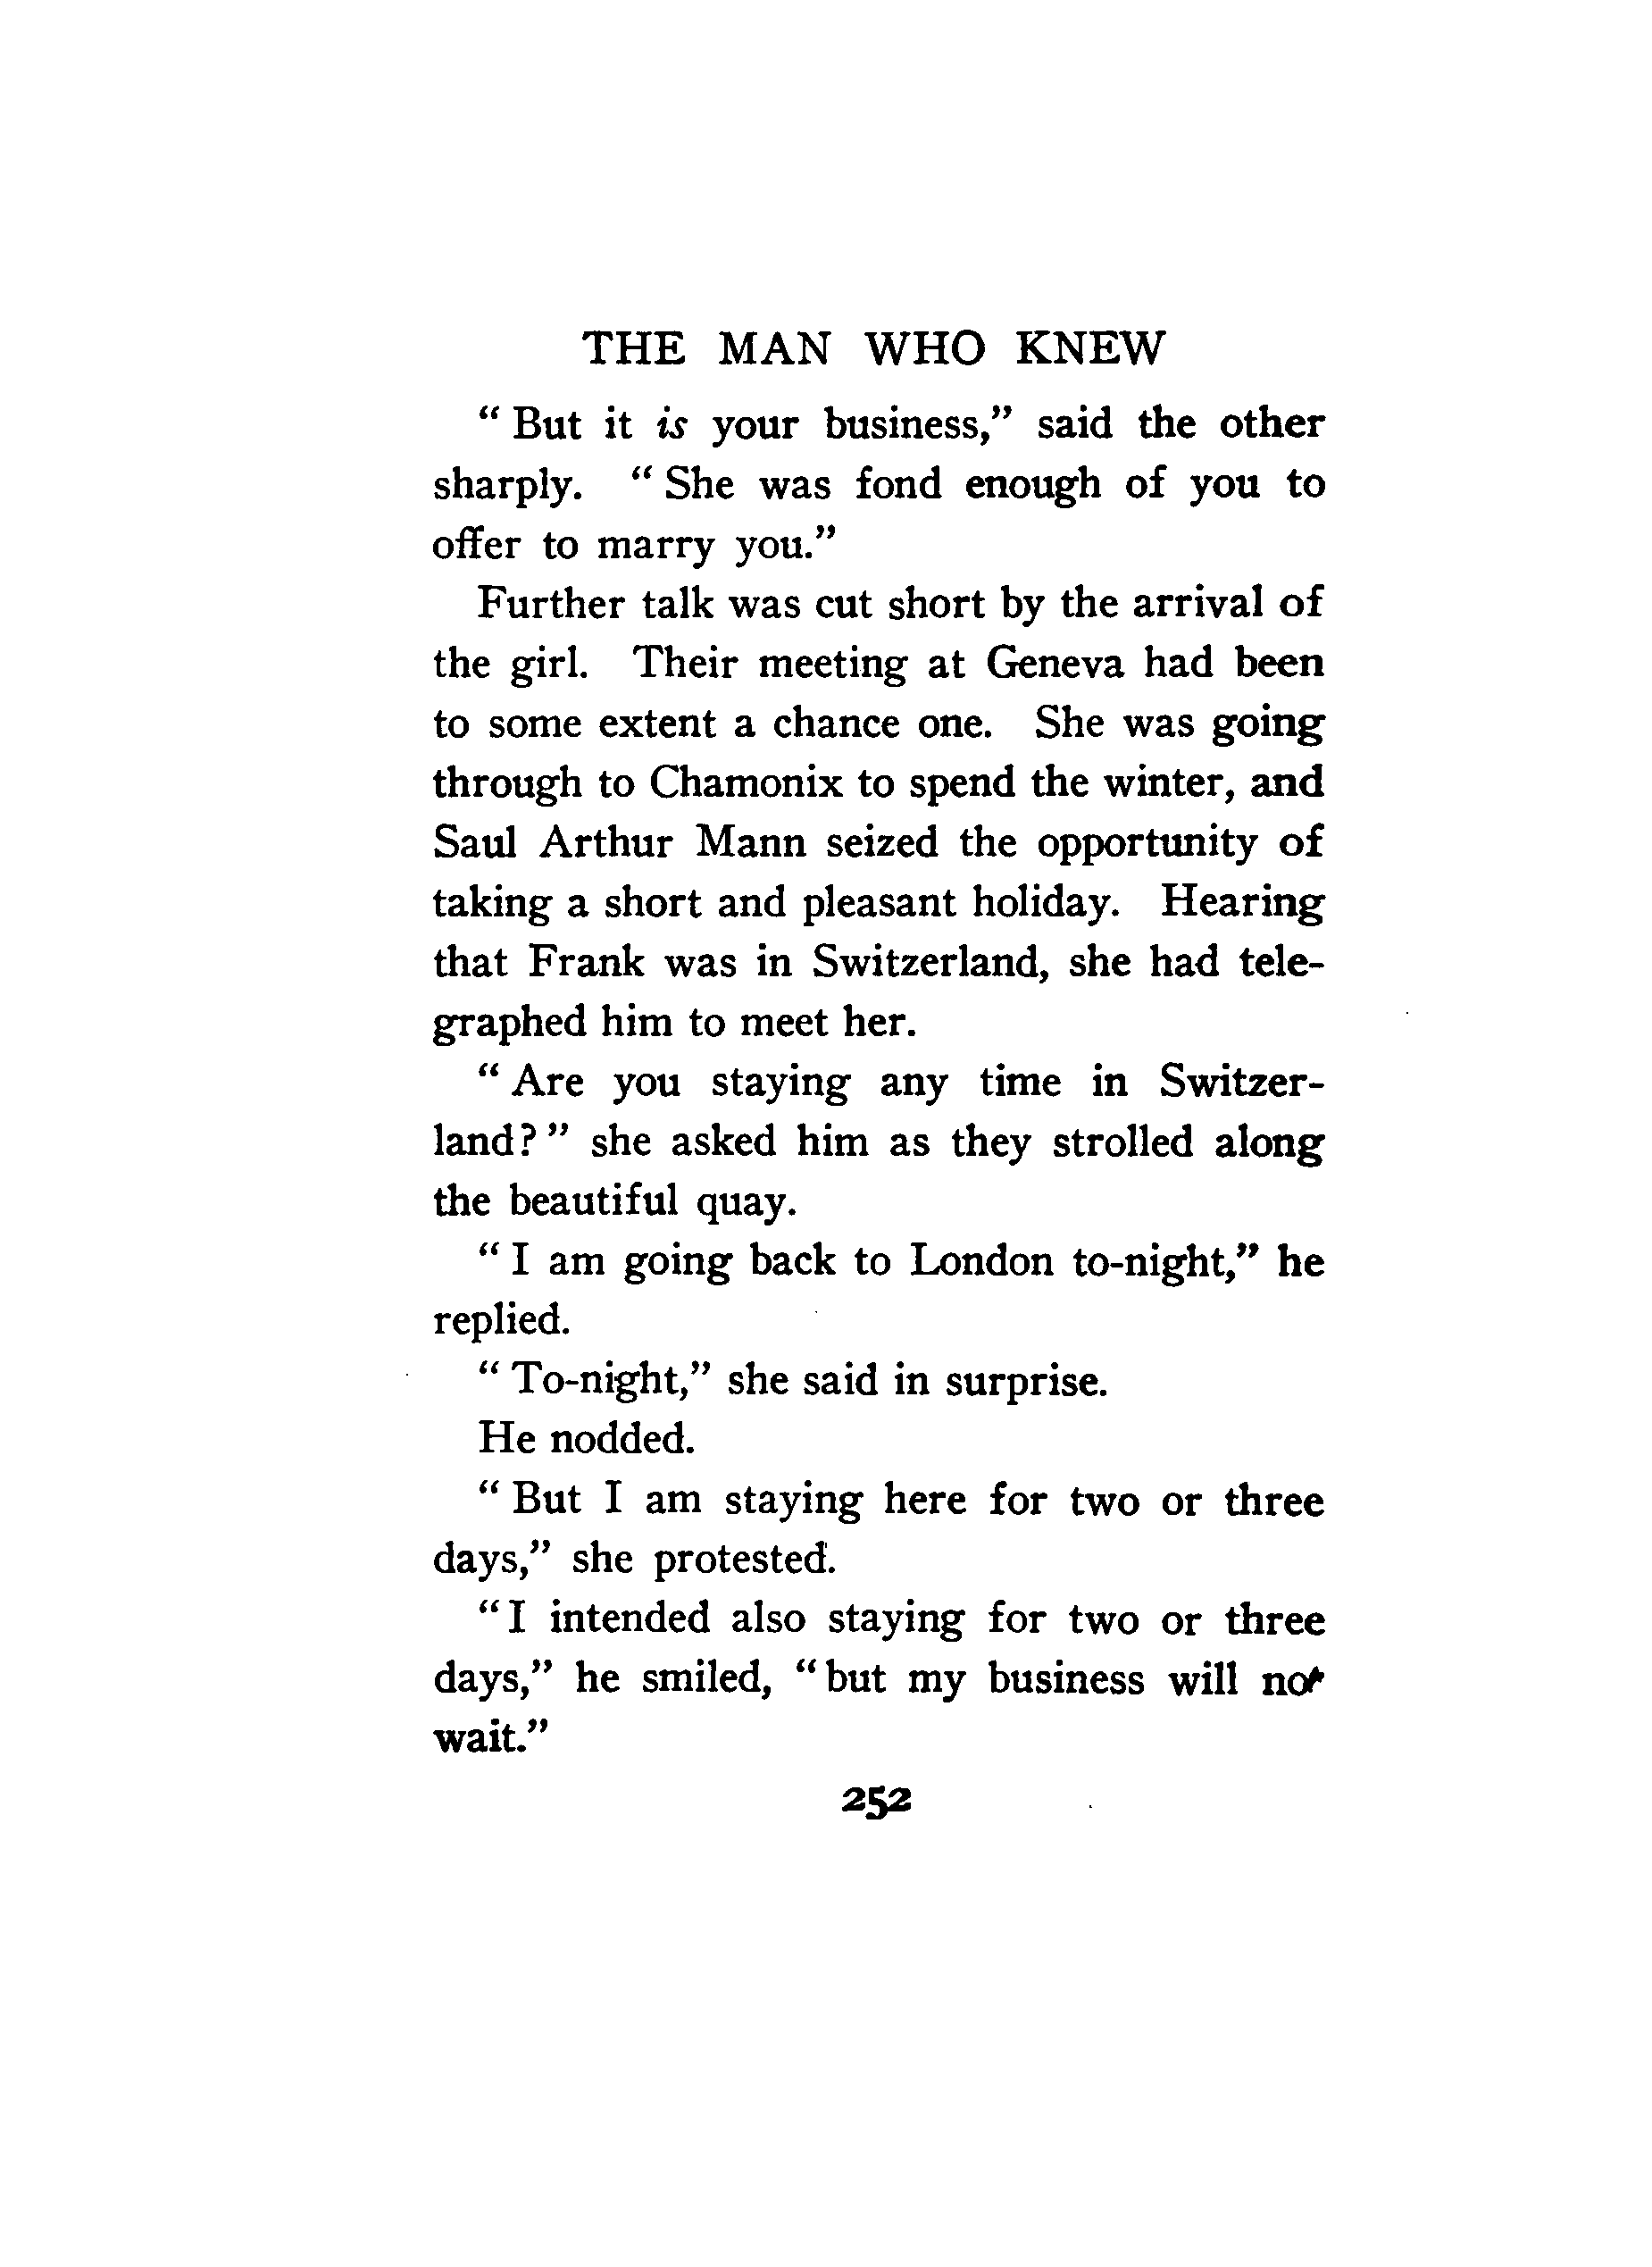 THE MAN WHO KNEW
“ But it is your business,” said the other
sharply. “ She was fond enough of you to
offer to marry you.”
Further talk was cut short by the arrival of
the girl. Their meeting at Geneva had been
to some extent a chance one. She was going
through to Chamonix to spend the winter, and
Saul Arthur Mann seized the opportunity of
taking a short and pleasant holiday. Hearing
that Frank was in Switzerland, she had tele-
graphed him to meet her.
“ Are you staying any time in Switzer-
land? ” she asked him as they strolled along
the beautiful quay.
“ I am going back to London to-night,” he
replied.
“ To-night,” she said in surprise.
He nodded.
“ But I am staying here for two or three
days,” she protested.
“ I intended also staying for two or three
days,” he smiled, “ but my business will not
wait.”
252